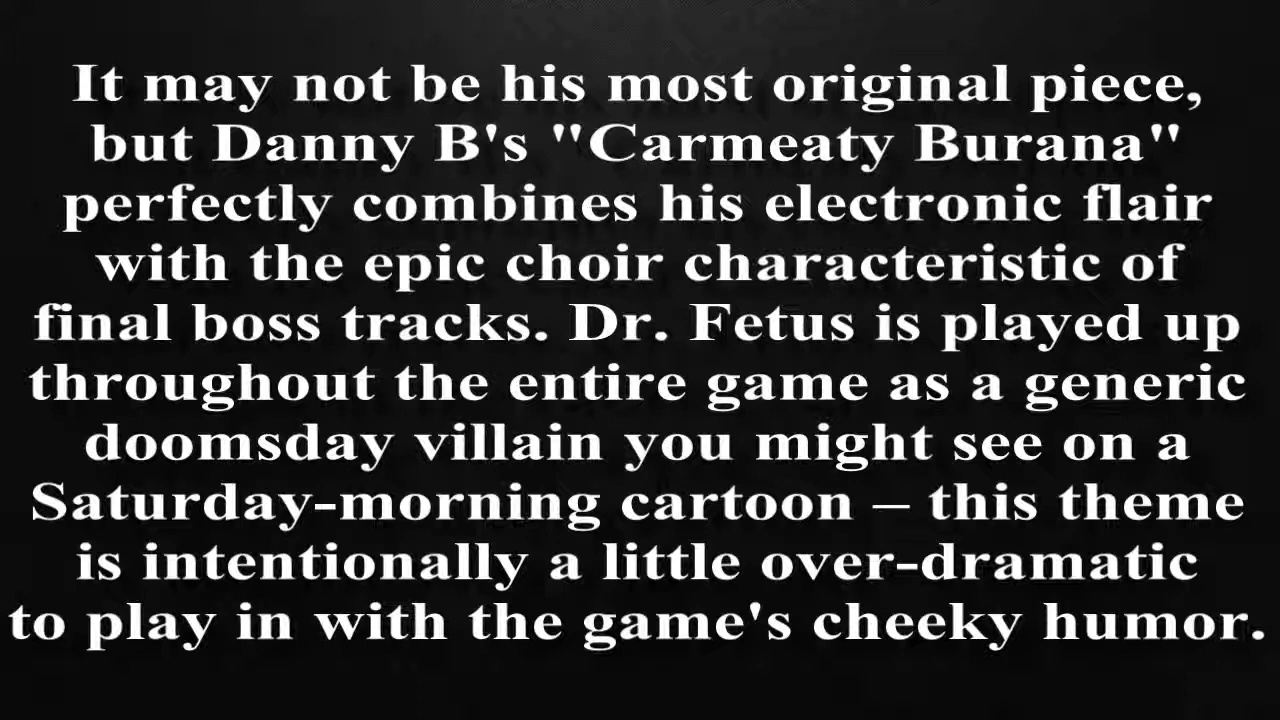 It may not be his most original piece,
but Danny B's "Carmeaty Burana"
perfectly combines his electronic flair
with the epic choir characteristic of
final boss tracks. Dr. Fetus is played up
throughout the entire game as a generic
doomsday villain you might see on a
Saturday-morning cartoon – this theme
is intentionally a little over-dramatic
to play in with the game's cheeky humor.